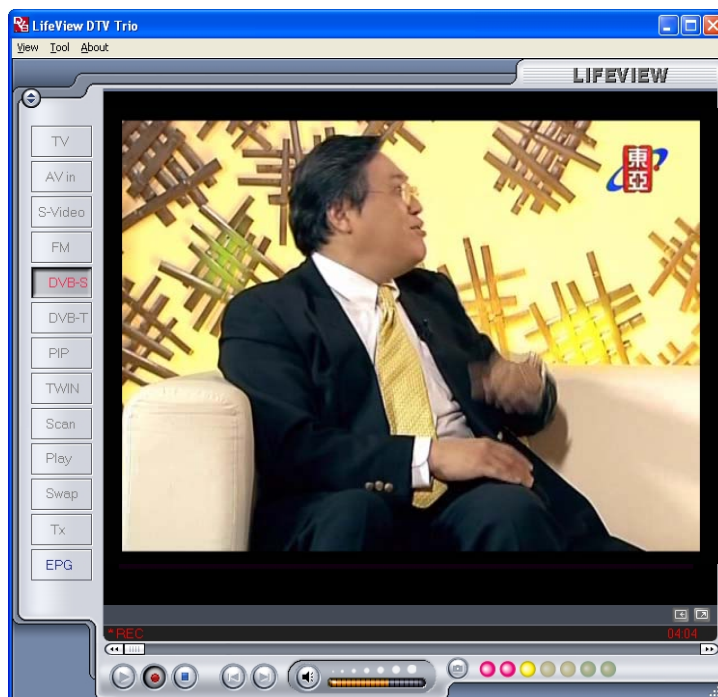 LifeView DTV Trio
View Tool About
LIFEVIEW
TV
AV in
S-Video
FM
DVB-S
DVB-T
PIP
TWIN
Scan
Play
Swap
Tx
EPG
東亞
*REC 04:04